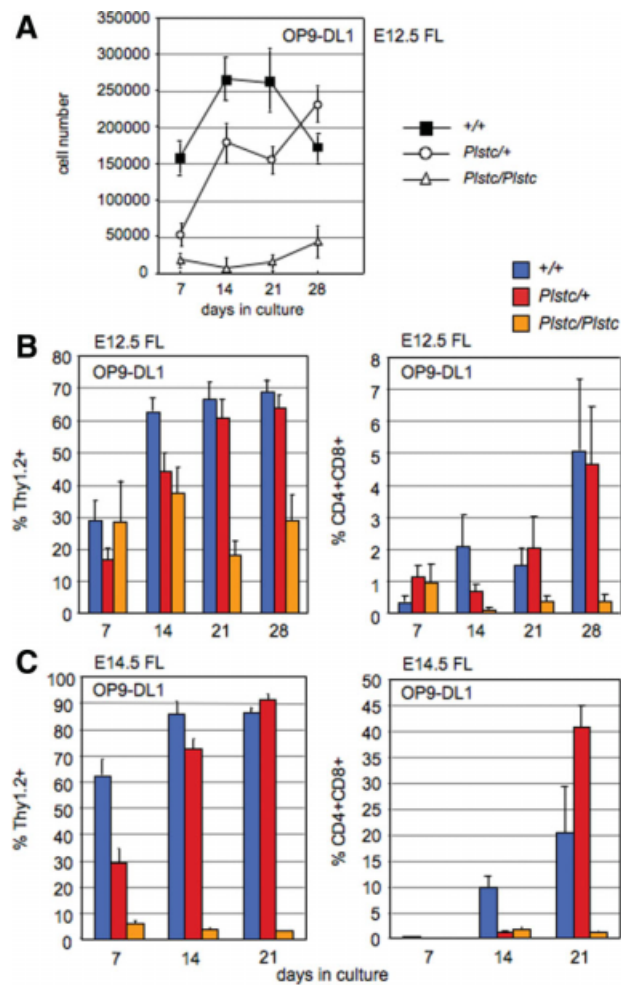 A
OP9-DL1
E12.5 FL
350000
300000
250000
200000
150000
100000
50000
0
cell number
7 14 21 28
days in culture
+/+
Plstc/+
Plstc/Plstc
+/+
Plstc/+
Plstc/Plstc
B
E12.5 FL
OP9-DL1
80
70
60
50
40
30
20
10
0
% Thy1.2+
7 14 21 28
E12.5 FL
OP9-DL1
8
7
6
5
4
3
2
1
0
% CD4+CD8+
7 14 21 28
C
E14.5 FL
OP9-DL1
100
90
80
70
60
50
40
30
20
10
0
% Thy1.2+
7 14 21
E14.5 FL
OP9-DL1
50
45
40
35
30
25
20
15
10
5
0
% CD4+CD8+
7 14 21
days in culture